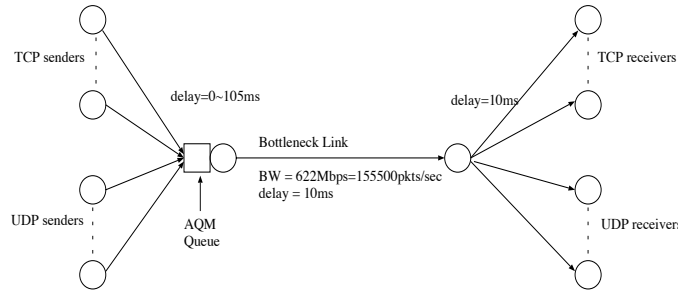 TCP senders
TCP receivers
delay=0~105ms
delay=10ms
Bottleneck Link
BW = 622Mbps=155500pkts/sec
delay = 10ms
UDP senders
AQM
Queue
UDP receivers